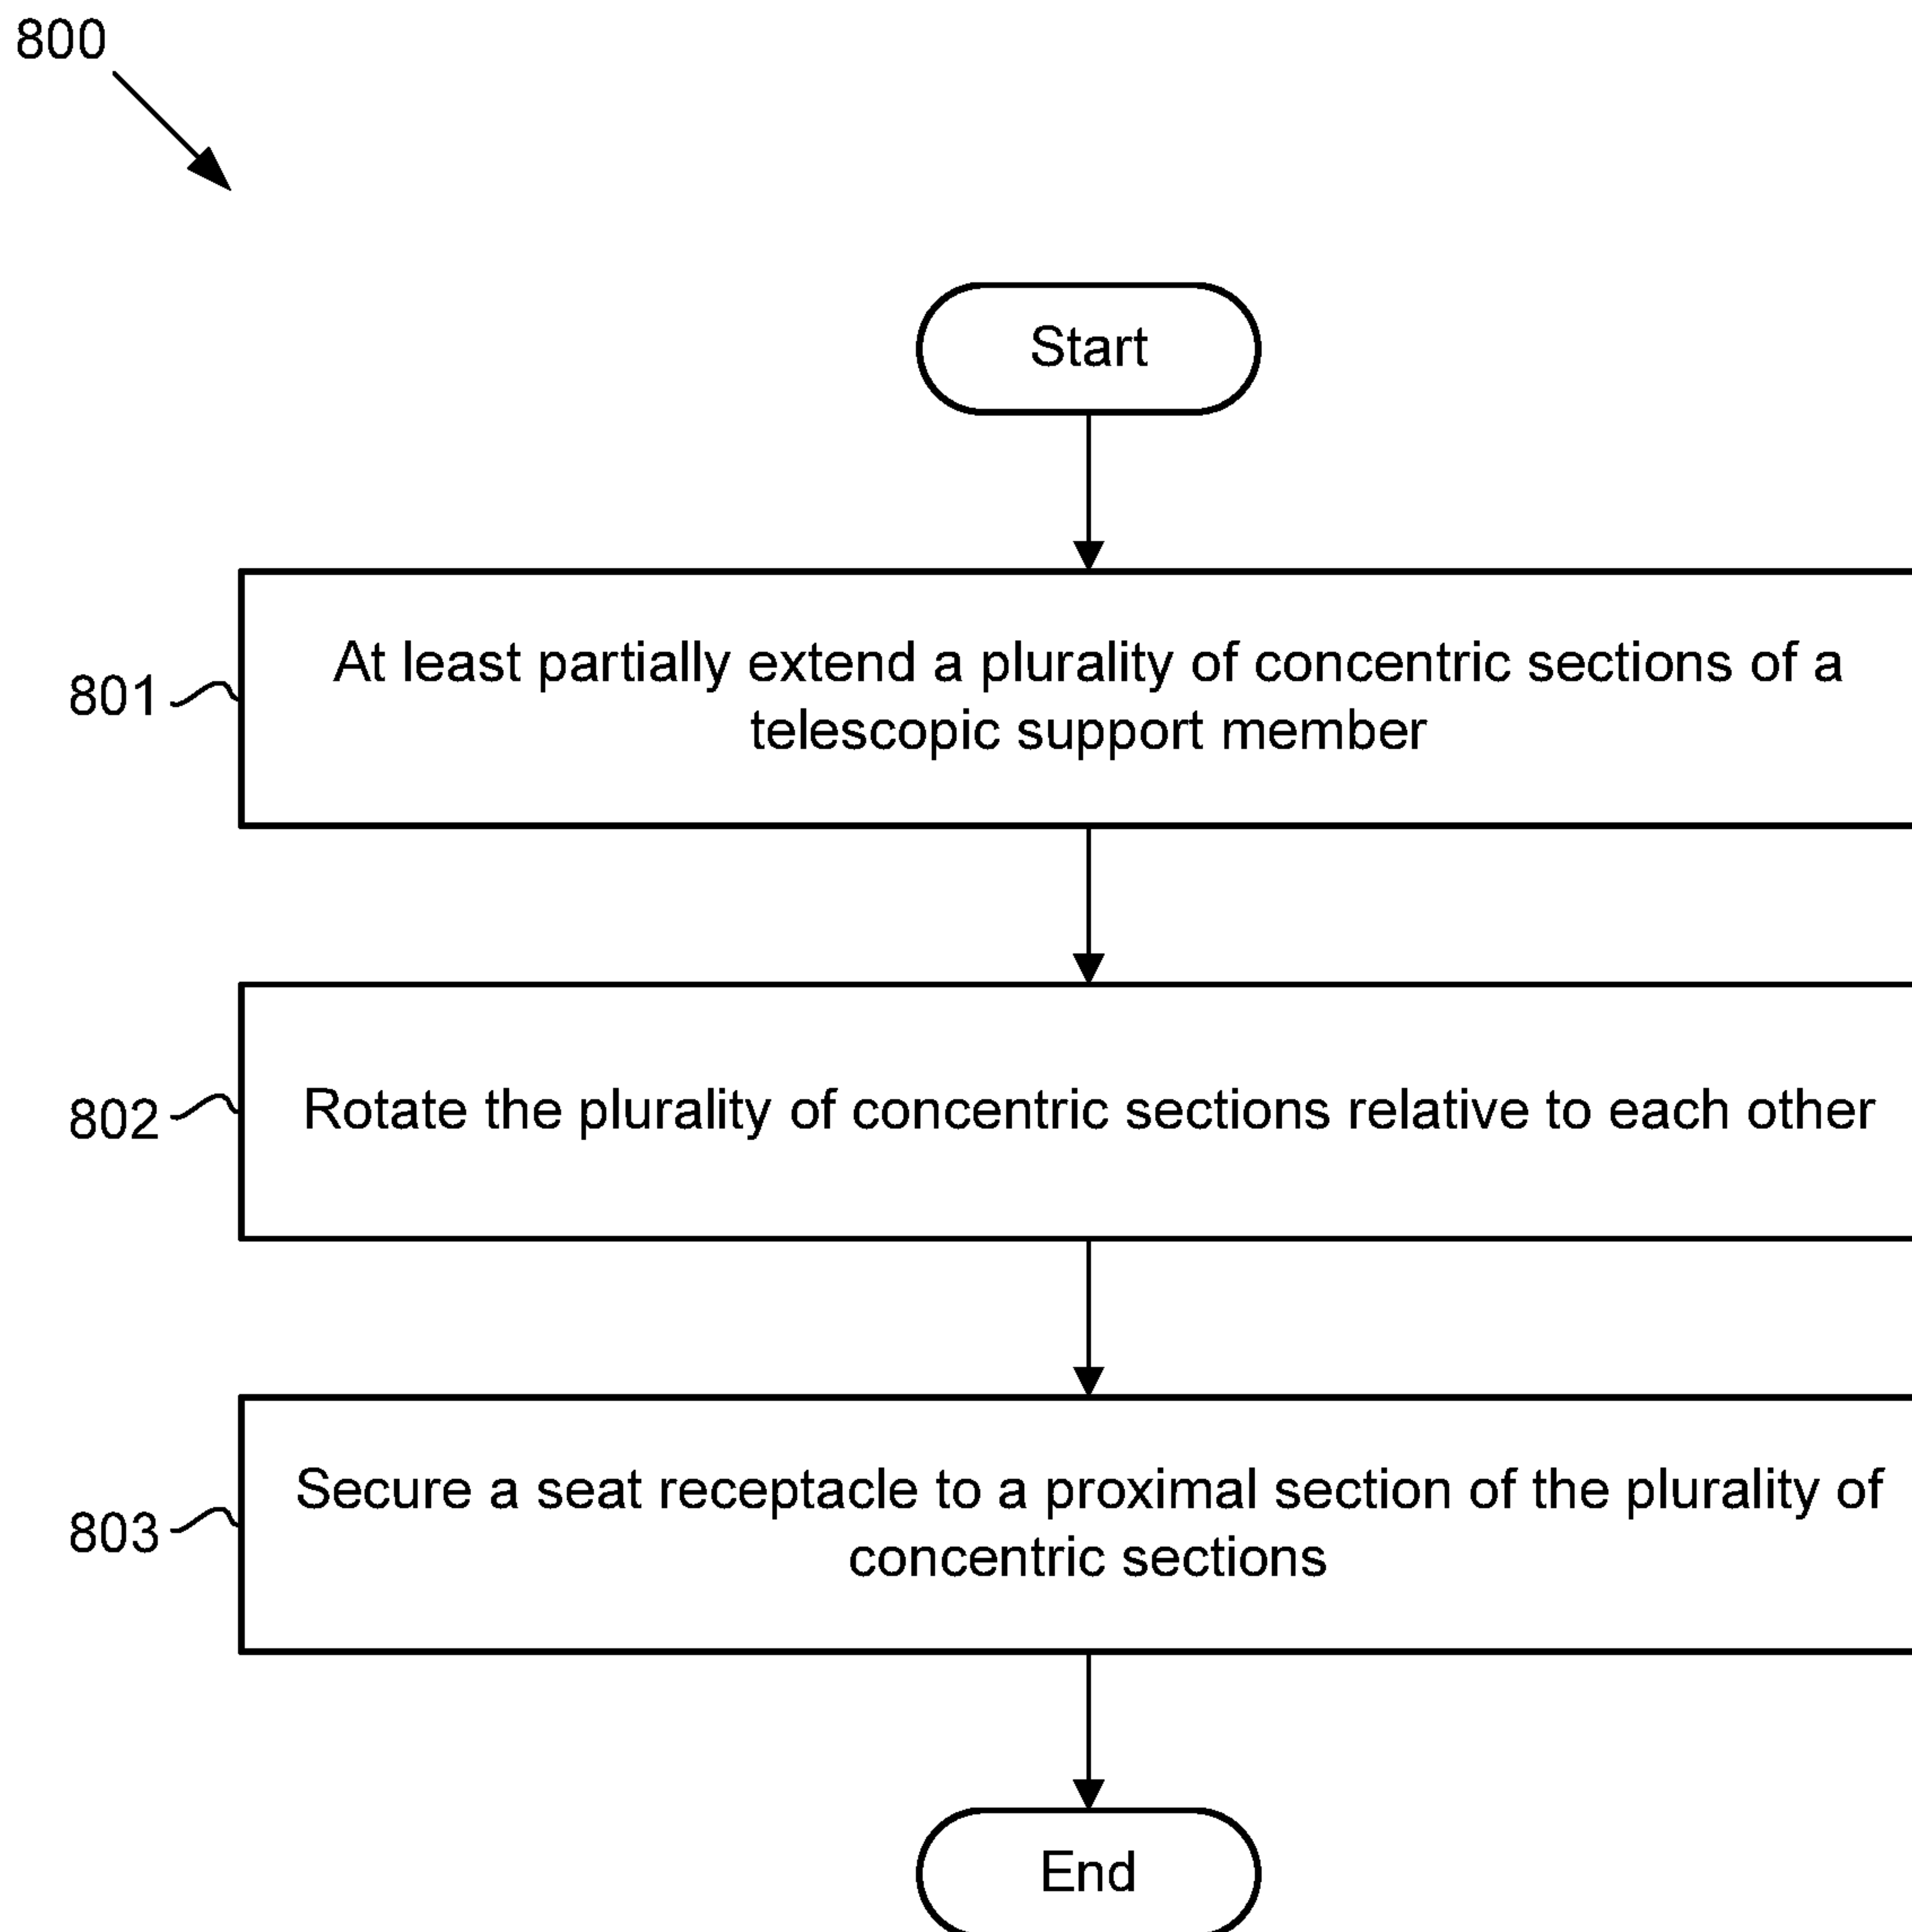 800
Start
801
At least partially extend a plurality of concentric sections of a
telescopic support member
802
Rotate the plurality of concentric sections relative to each other
803
Secure a seat receptacle to a proximal section of the plurality of
concentric sections
End